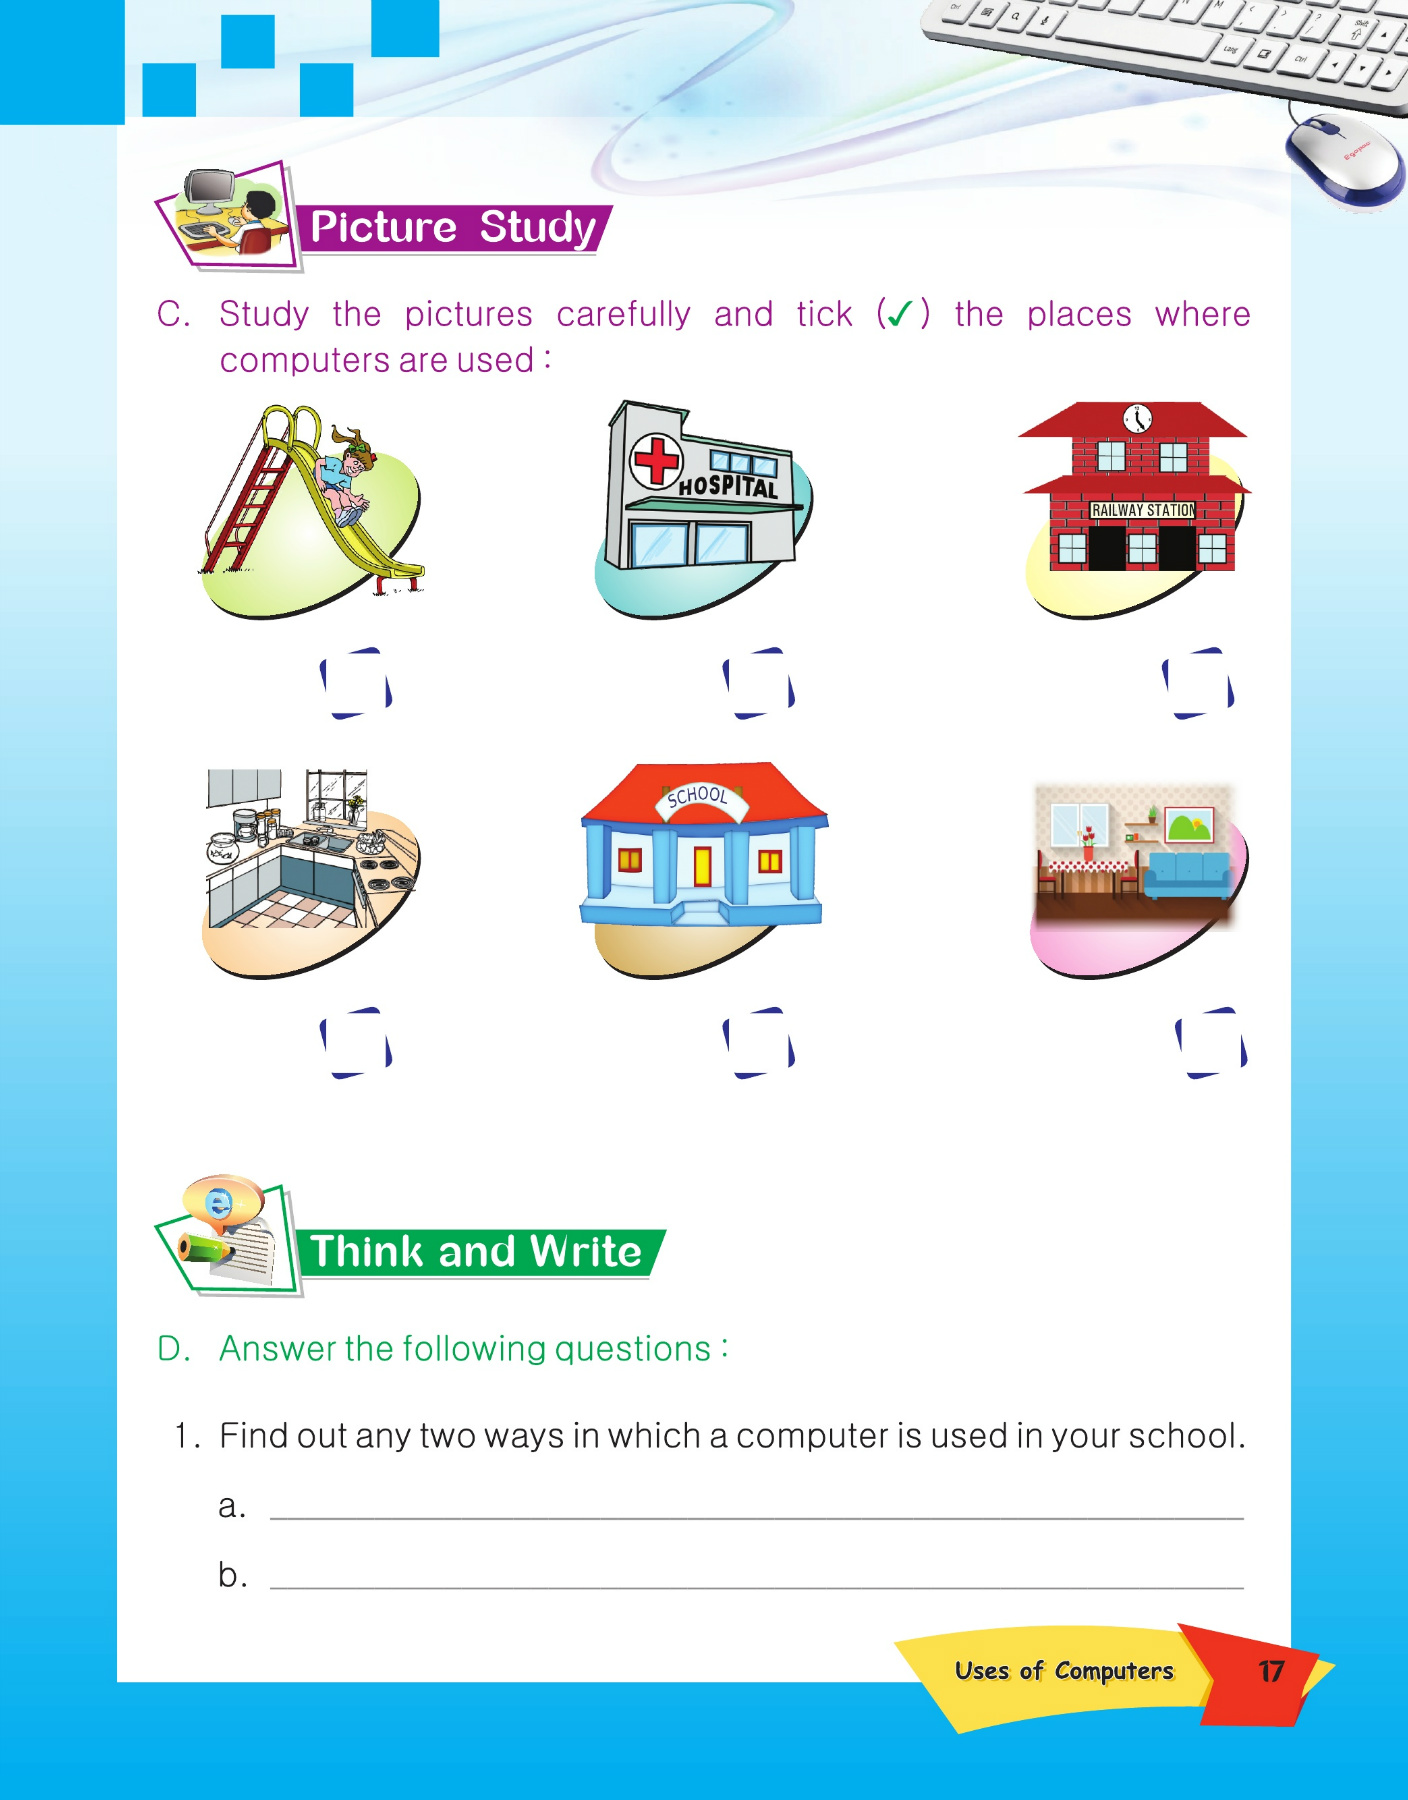 Picture Study
C. Study the pictures carefully and tick (✓) the places where
computers are used :
HOSPITAL
RAILWAY STATION
SCHOOL
Think and Write
D. Answer the following questions :
1. Find out any two ways in which a computer is used in your school.
a.
b.
Uses of Computers 17